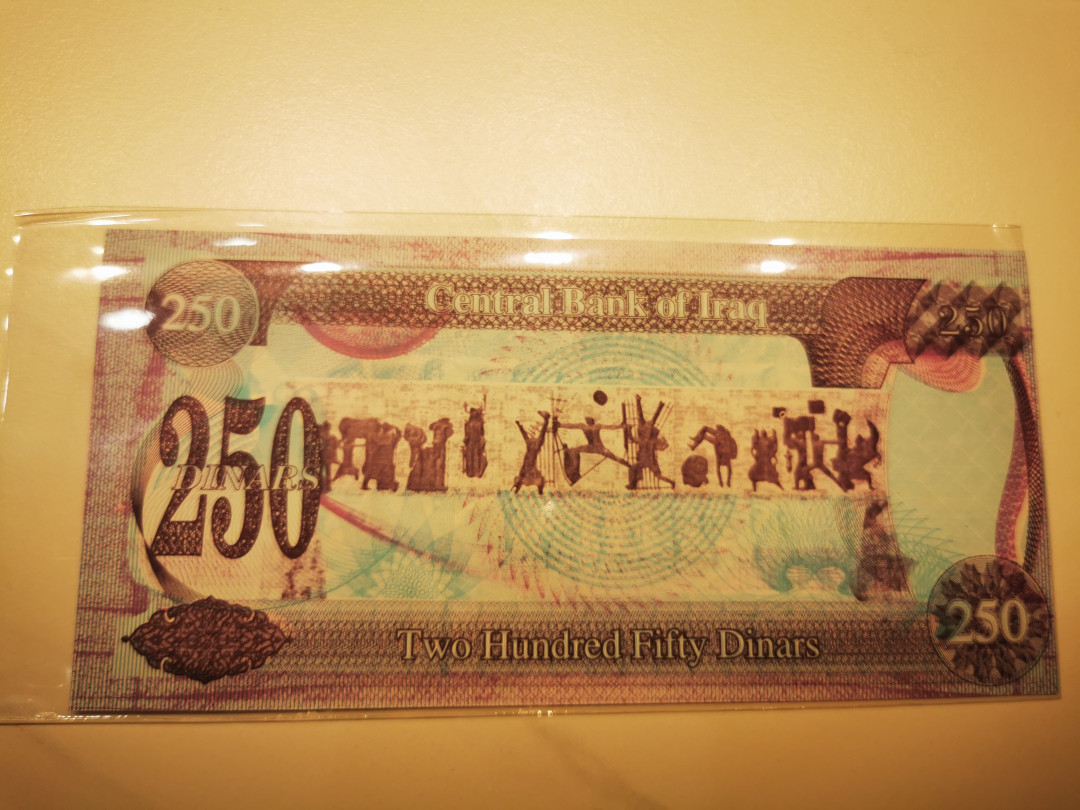 250
Central Bank of Iraq
250
250
DINARS
Two Hundred Fifty Dinars
250